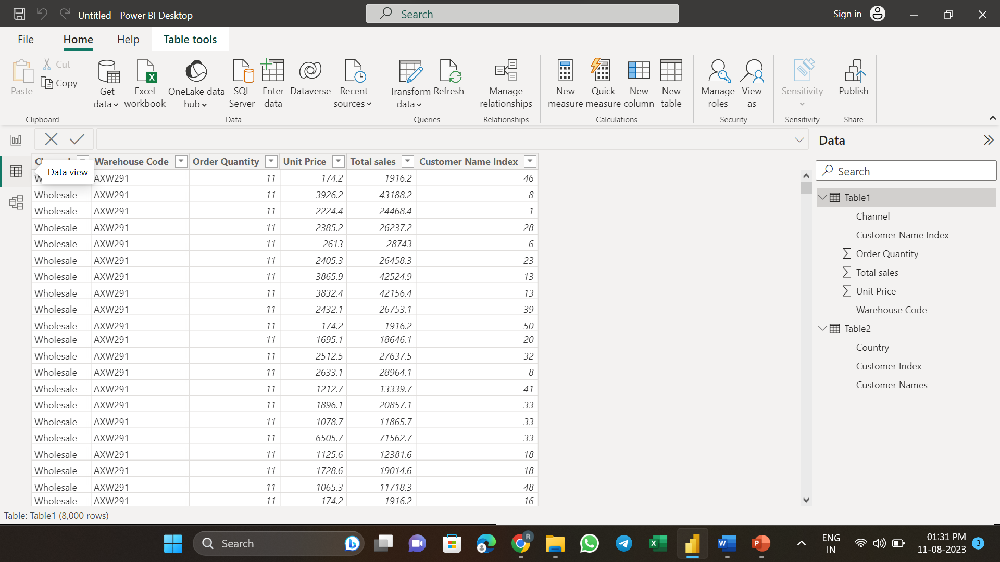 Untitled - Power BI Desktop
Search
Sign in
File
Home
Help
Table tools
Paste
Cut
Copy
Clipboard
Get data
Excel workbook
OneLake data hub
SQL Server
Enter data
Dataverse
Recent sources
Data
Transform data
Refresh
Queries
Manage relationships
Relationships
New measure
Quick measure
New column
New table
Calculations
Manage roles
View as
Security
Sensitivity
Sensitivity
Publish
Share
Data view
Warehouse Code Order Quantity Unit Price Total sales Customer Name Index
AXW291 11 174.2 1916.2 46
Wholesale AXW291 11 3926.2 43188.2 8
Wholesale AXW291 11 2224.4 24468.4 1
Wholesale AXW291 11 2385.2 26237.2 28
Wholesale AXW291 11 2613 28743 6
Wholesale AXW291 11 2405.3 26458.3 23
Wholesale AXW291 11 3865.9 42524.9 13
Wholesale AXW291 11 3832.4 42156.4 13
Wholesale AXW291 11 2432.1 26753.1 39
Wholesale AXW291 11 174.2 1916.2 50
Wholesale AXW291 11 1695.1 18646.1 20
Wholesale AXW291 11 2512.5 27637.5 32
Wholesale AXW291 11 2633.1 28964.1 8
Wholesale AXW291 11 1212.7 13339.7 41
Wholesale AXW291 11 1896.1 20857.1 33
Wholesale AXW291 11 1078.7 11865.7 33
Wholesale AXW291 11 6505.7 71562.7 33
Wholesale AXW291 11 1125.6 12381.6 18
Wholesale AXW291 11 1728.6 19014.6 18
Wholesale AXW291 11 1065.3 11718.3 48
Wholesale AXW291 11 174.2 1916.2 16
Data
Search
Table1
Channel
Customer Name Index
Order Quantity
Total sales
Unit Price
Warehouse Code
Table2
Country
Customer Index
Customer Names
Table: Table1 (8,000 rows)
Search
R
ENG
IN
01:31 PM
11-08-2023
3